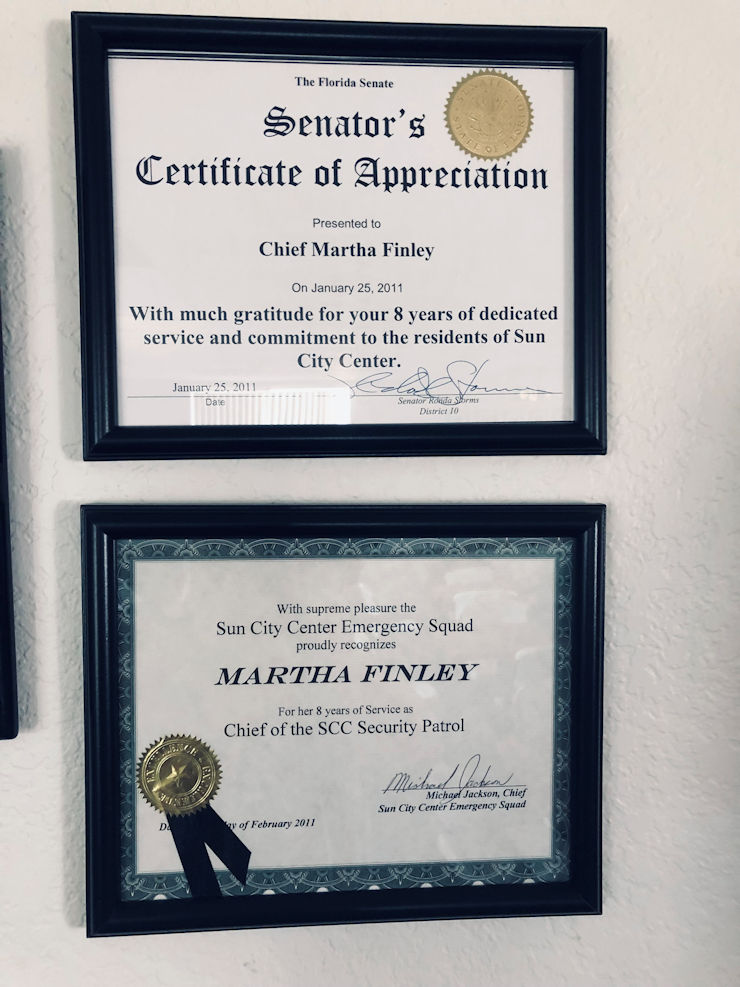 The Florida Senate
Senator's
Certificate of Appreciation
Presented to
Chief Martha Finley
On January 25, 2011
With much gratitude for your 8 years of dedicated
service and commitment to the residents of Sun
City Center.
January 25, 2011
Date
Senator Ronda Storms
District 10
With supreme pleasure the
Sun City Center Emergency Squad
proudly recognizes
MARTHA FINLEY
For her 8 years of Service as
Chief of the SCC Security Patrol
EXCELLENCE
Michael Jackson
Michael Jackson, Chief
Sun City Center Emergency Squad
of February 2011